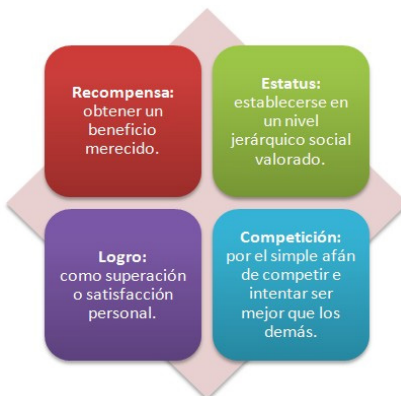 Recompensa:
obtener un
beneficio
merecido.
Estatus:
establecerse en
un nivel
jerárquico social
valorado.
Logro:
como superación
o satisfacción
personal.
Competición:
por el simple afán
de competir e
intentar ser
mejor que los
demás.